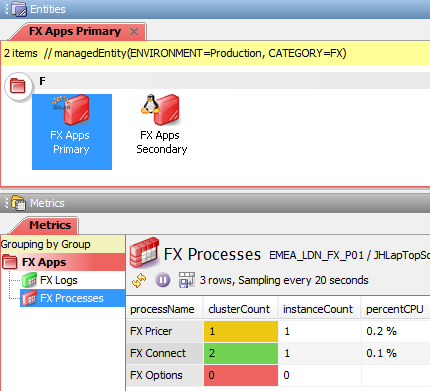 Entities
FX Apps Primary
2 items // managedEntity(ENVIRONMENT=Production, CATEGORY=FX)
F
FX Apps Primary
FX Apps Secondary
Metrics
Metrics
Grouping by Group
FX Apps
FX Logs
FX Processes
FX Processes EMEA_LDN_FX_P01 / JHLapTopSo
3 rows, Sampling every 20 seconds
processName clusterCount instanceCount percentCPU
FX Pricer 1 1 0.2 %
FX Connect 2 1 0.1 %
FX Options 0 0